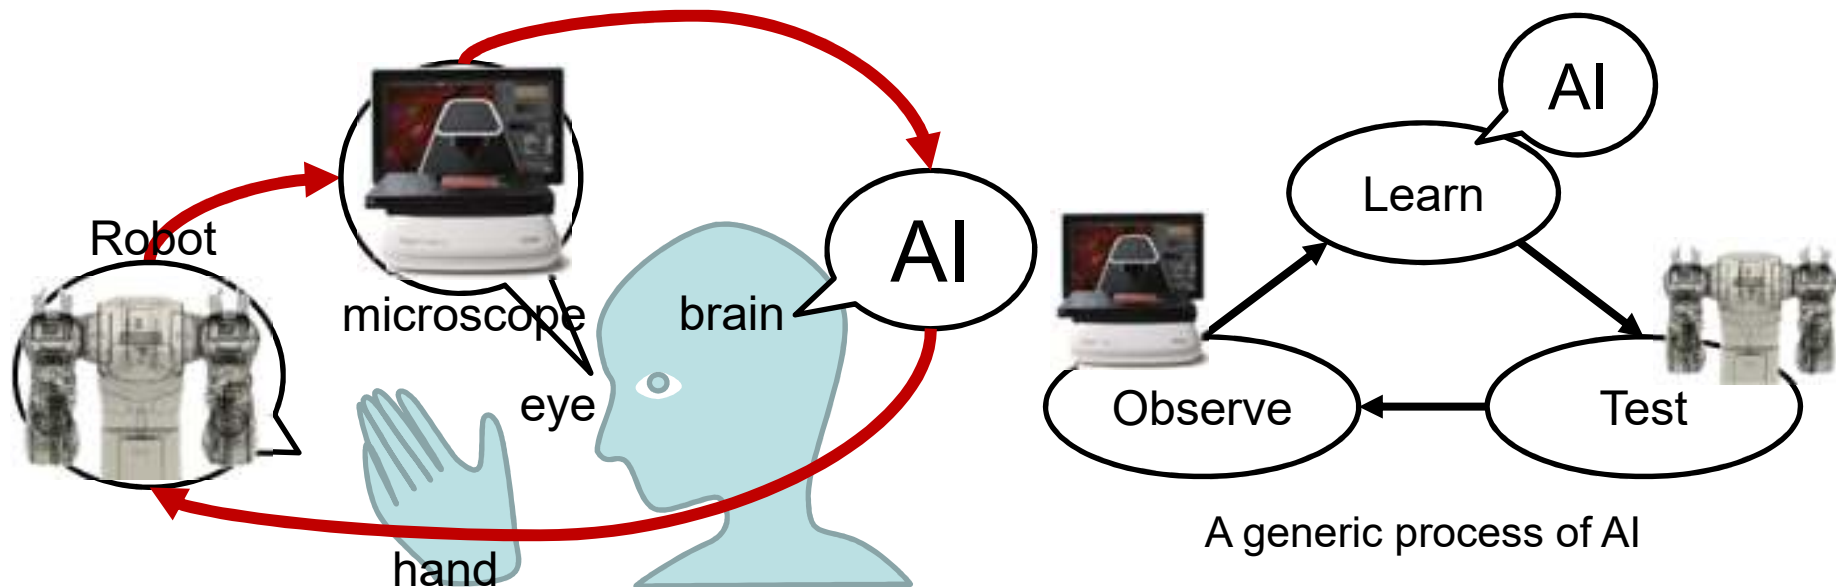 Robot
microscope
eye
hand
brain
AI
AI
Learn
Observe
Test
A generic process of AI